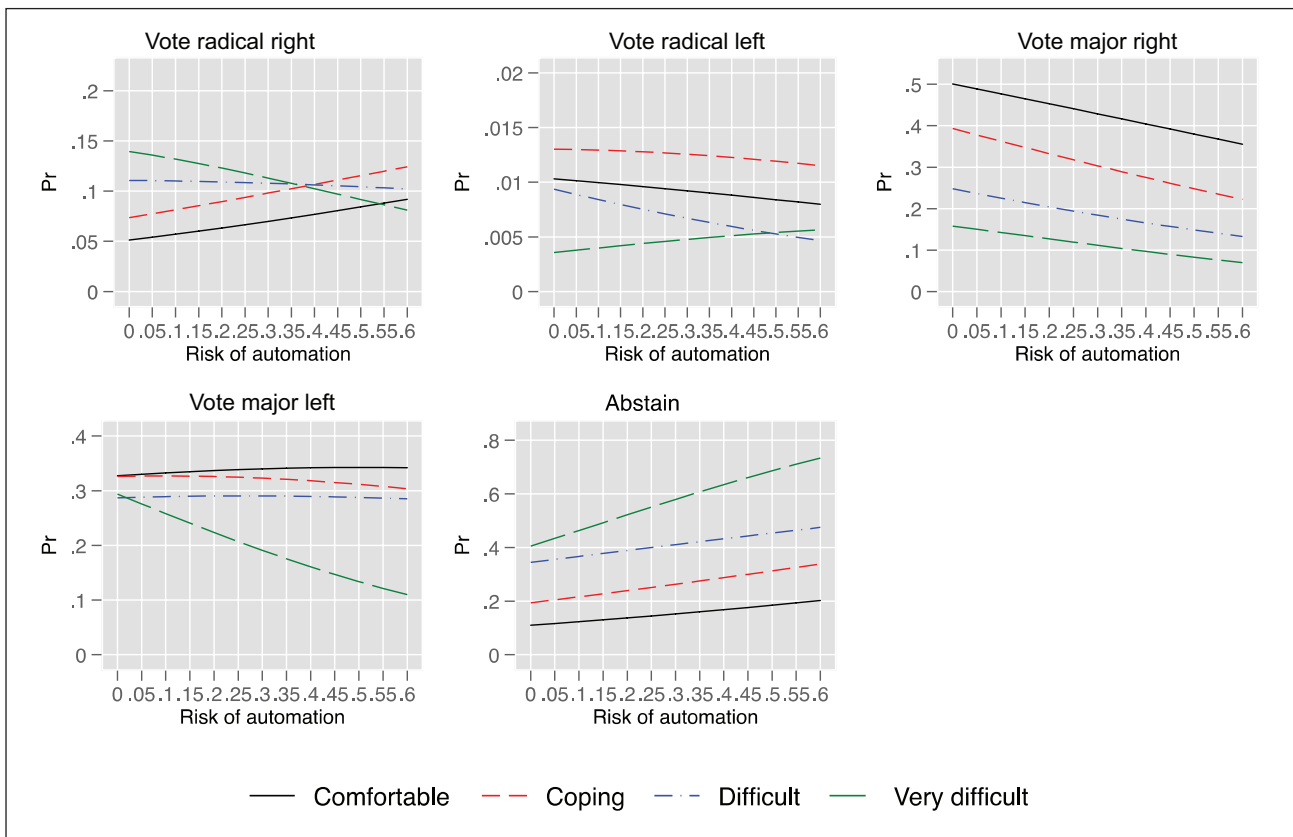 Vote radical right
Vote radical left
Vote major right
Pr
.2
.15
.1
.05
0
0 .05 .1 .15 .2 .25 .3 .35 .4 .45 .5 .55 .6
Risk of automation
.02
.015
.01
.005
0
0 .05 .1 .15 .2 .25 .3 .35 .4 .45 .5 .55 .6
Risk of automation
.5
.4
.3
.2
.1
0
0 .05 .1 .15 .2 .25 .3 .35 .4 .45 .5 .55 .6
Risk of automation
Vote major left
Abstain
Pr
.4
.3
.2
.1
0
0 .05 .1 .15 .2 .25 .3 .35 .4 .45 .5 .55 .6
Risk of automation
Pr
.8
.6
.4
.2
0
0 .05 .1 .15 .2 .25 .3 .35 .4 .45 .5 .55 .6
Risk of automation
Comfortable Coping Difficult Very difficult